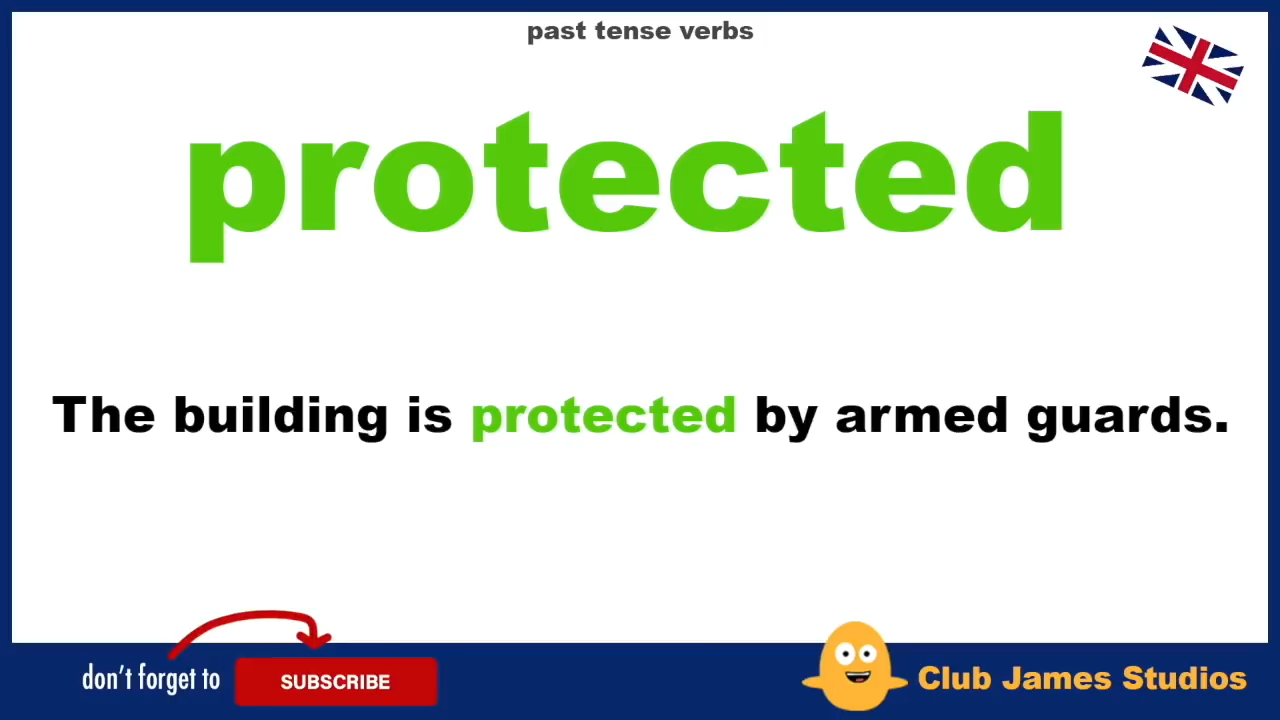 past tense verbs
protected
The building is protected by armed guards.
don't forget to SUBSCRIBE
Club James Studios